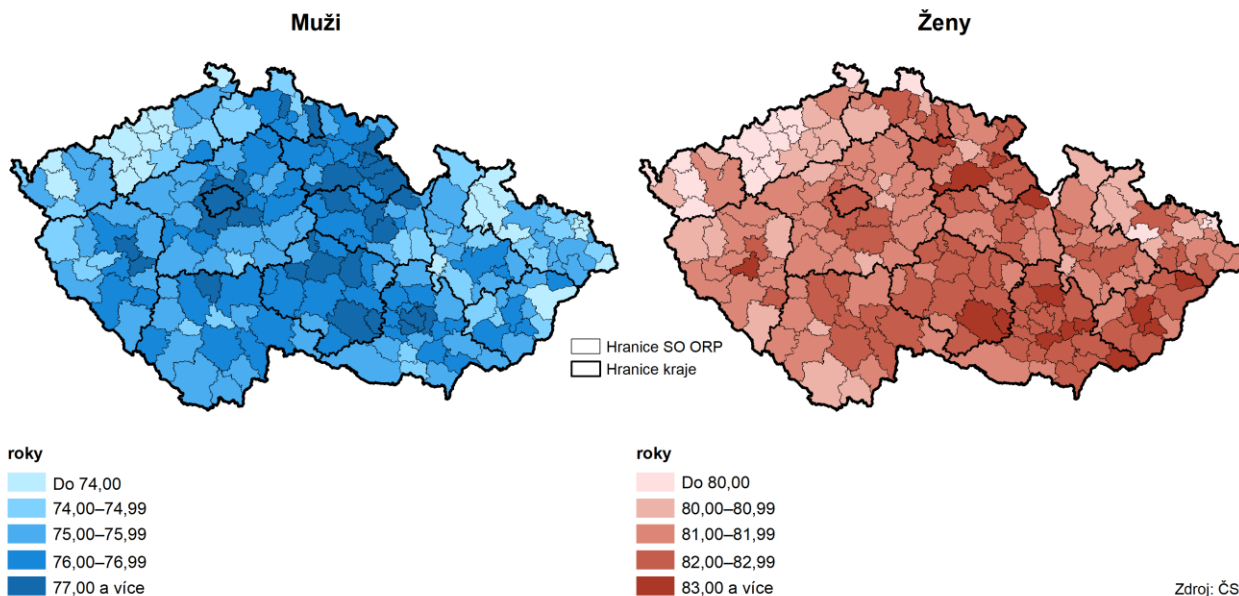 Muži
Ženy
Hranice SO ORP
Hranice kraje
roky
Do 74,00
74,00–74,99
75,00–75,99
76,00–76,99
77,00 a více
roky
Do 80,00
80,00–80,99
81,00–81,99
82,00–82,99
83,00 a více
Zdroj: ČS